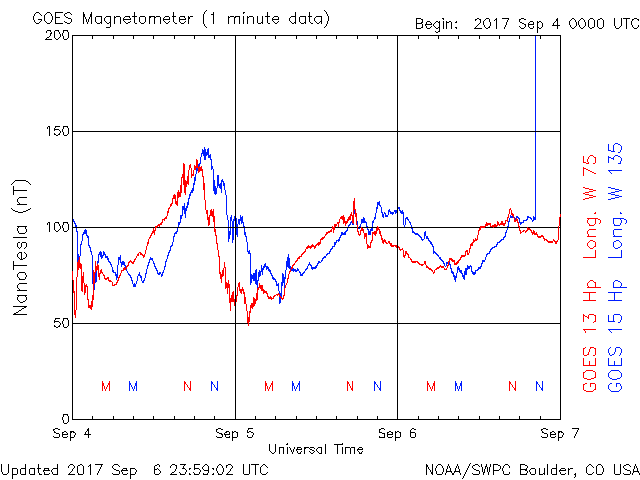 GOES Magnetometer (1 minute data)
Begin: 2017 Sep 4 0000 UTC
200
150
100
50
0
NanoTesla (nT)
M M N N M M N N M M N N
Sep 4 Sep 5 Sep 6 Sep 7
Universal Time
GOES 13 Hp Long. W 75
GOES 15 Hp Long. W 135
Updated 2017 Sep 6 23:59:02 UTC
NOAA/SWPC Boulder, CO USA